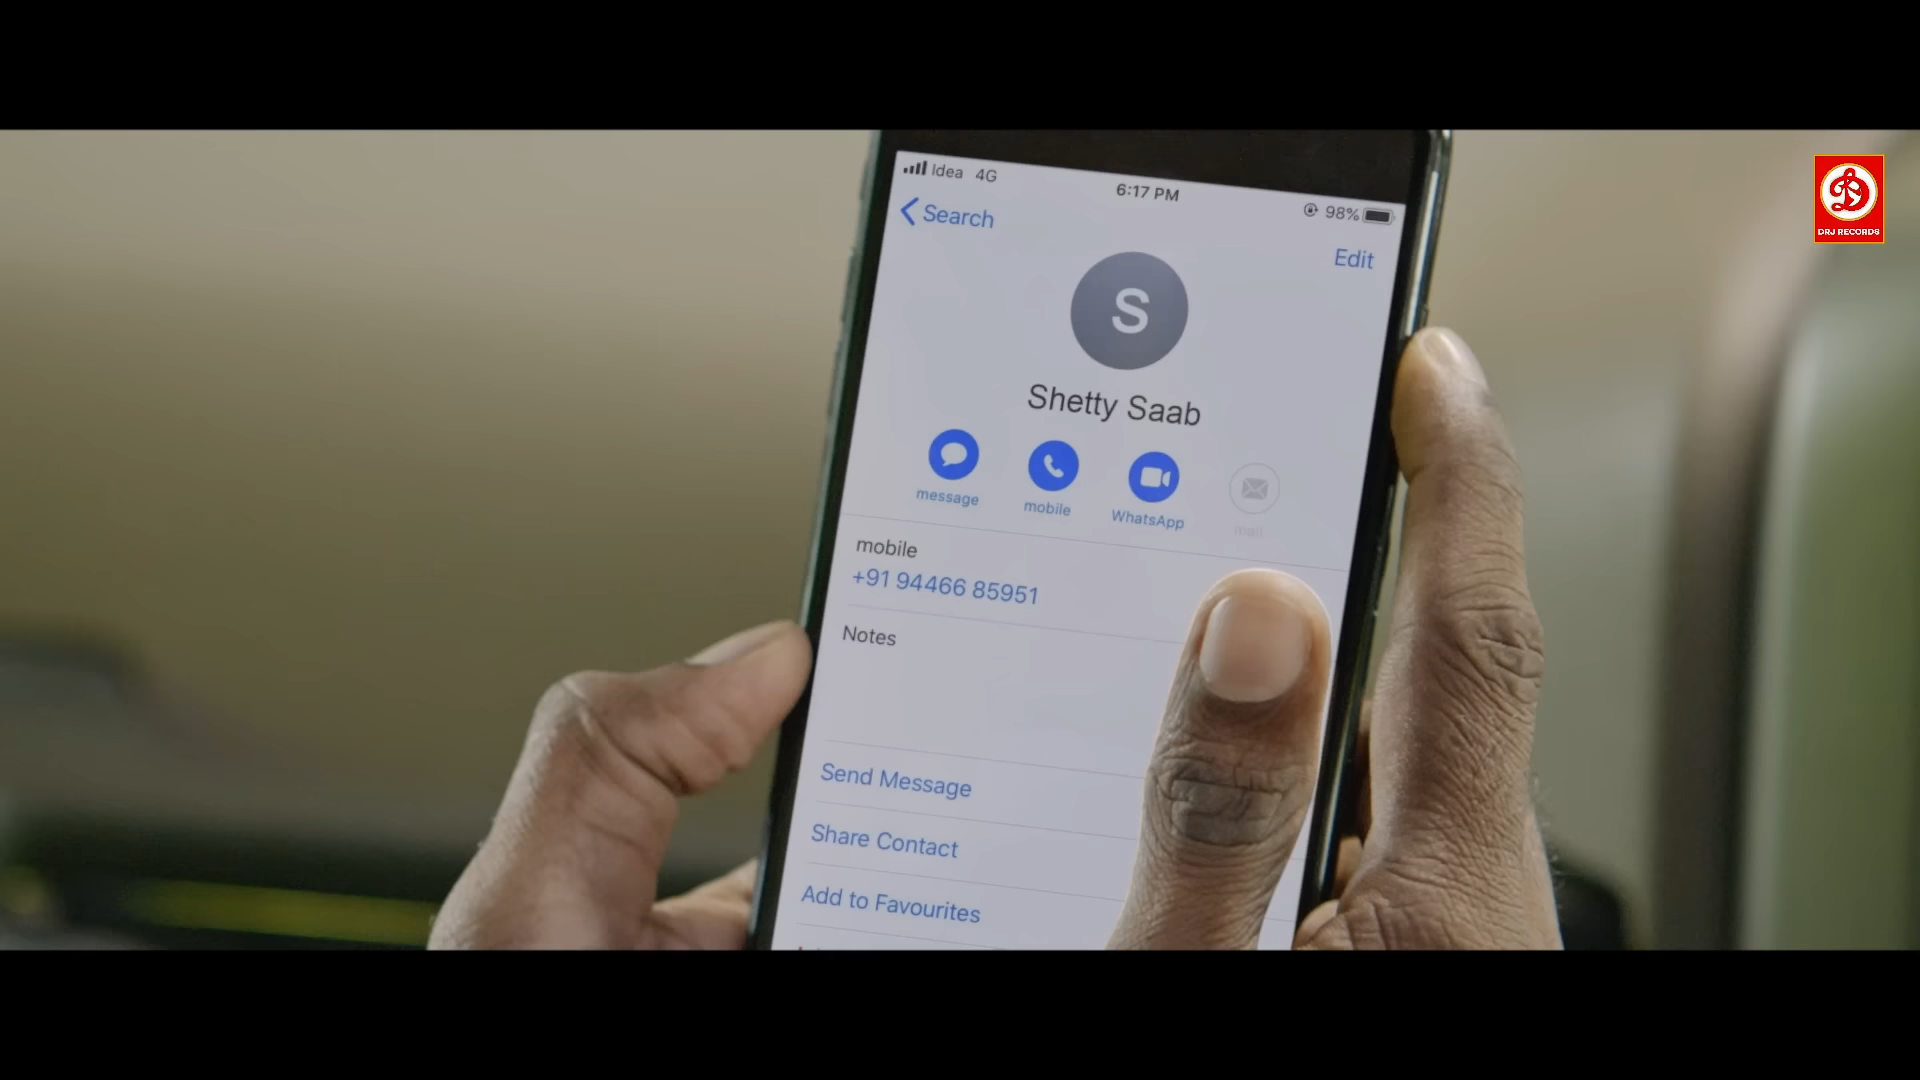 Idea 4G
6:17 PM
98%
Search
Edit
DRJ RECORDS
S
Shetty Saab
message
mobile
WhatsApp
mail
mobile
+91 94466 85951
Notes
Send Message
Share Contact
Add to Favourites